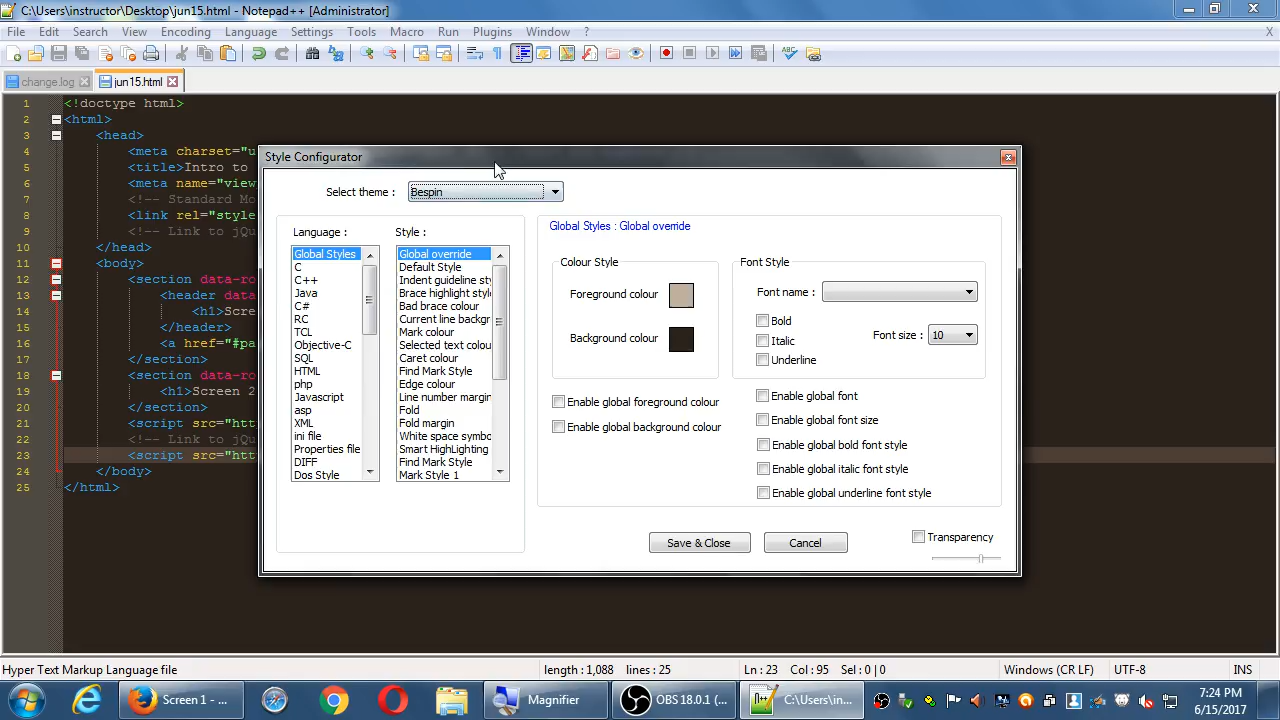 C:\Users\instructor\Desktop\jun15.html - Notepad++ [Administrator]
File Edit Search View Encoding Language Settings Tools Macro Run Plugins Window ? X
change.log jun15.html
1 <!doctype html>
2 <html>
3 <head>
4 <meta charset="u
5 <title>Intro to
6 <meta name="view
7 <!-- Standard Mo
8 <link rel="style
9 <!-- Link to jQu
10 </head>
11 <body>
12 <section data-ro
13 <header data
14 <h1>Scre
15 </header>
16 <a href="#pa
17 </section>
18 <section data-ro
19 <h1>Screen 2
20 </section>
21 <script src="htt
22 <!-- Link to jQu
23 <script src="htt
24 </body>
25 </html>
Style Configurator
Select theme : Bespin
Language : Style :
Global Styles
C
C++
Java
C#
RC
TCL
Objective-C
SQL
HTML
php
Javascript
asp
XML
ini file
Properties file
DIFF
Dos Style
Global override
Default Style
Indent guideline sty
Brace highlight style
Bad brace colour
Current line backgr
Mark colour
Selected text colou
Caret colour
Find Mark Style
Edge colour
Line number margin
Fold
Fold margin
White space symbo
Smart HighLighting
Find Mark Style
Mark Style 1
Global Styles : Global override
Colour Style
Foreground colour
Background colour
Font Style
Font name :
Bold
Italic
Underline
Font size : 10
Enable global foreground colour
Enable global background colour
Enable global font
Enable global font size
Enable global bold font style
Enable global italic font style
Enable global underline font style
Save & Close Cancel Transparency
Hyper Text Markup Language file length : 1,088 lines : 25 Ln : 23 Col : 95 Sel : 0 | 0 Windows (CR LF) UTF-8 INS
Screen 1 - ... Magnifier OBS 18.0.1 (... C:\Users\in...
7:24 PM
6/15/2017